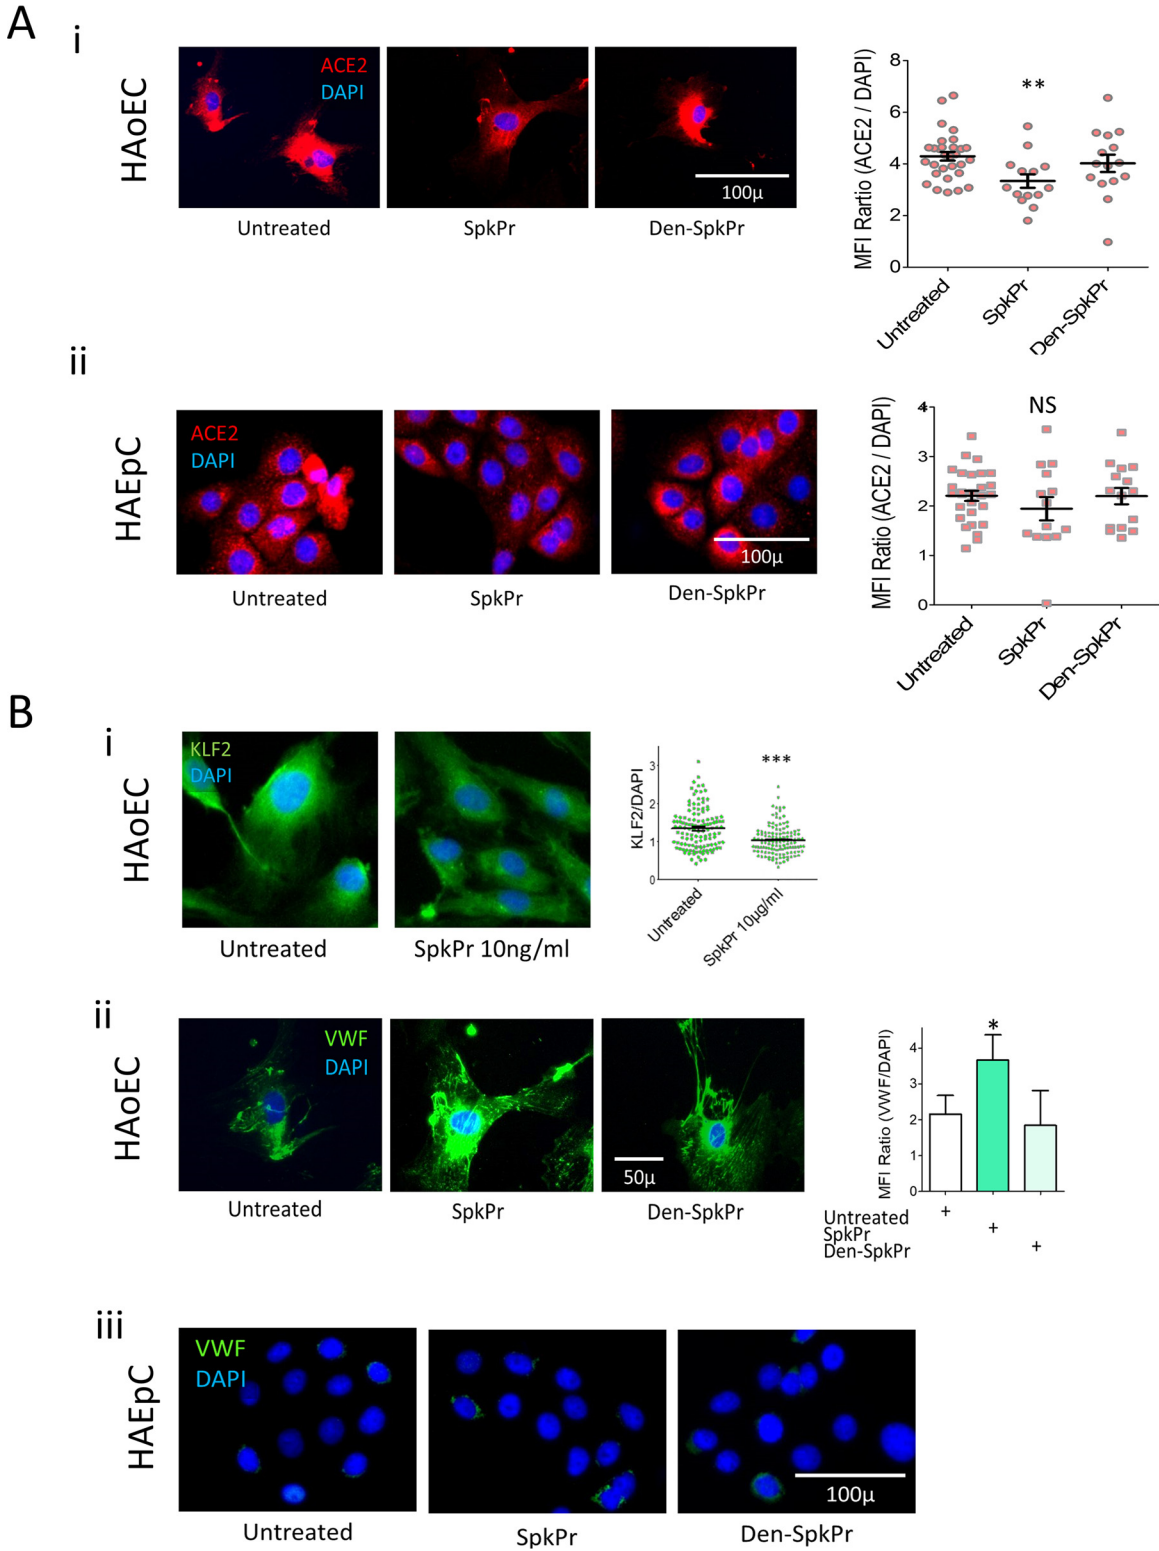 A
i
HAoEC
ACE2
DAPI
100µ
Untreated
SpkPr
Den-SpkPr
MFI Rartio (ACE2 / DAPI)
8
6
4
2
0
**
Untreated
SpkPr
Den-SpkPr
ii
HAEpC
ACE2
DAPI
100µ
Untreated
SpkPr
Den-SpkPr
MFI Ratio (ACE2 / DAPI)
4
3
2
1
0
NS
Untreated
SpkPr
Den-SpkPr
B
i
HAoEC
KLF2
DAPI
Untreated
SpkPr 10ng/ml
KLF2/DAPI
3
2
1
0
***
Untreated
SpkPr 10µg/ml
ii
HAoEC
VWF
DAPI
50µ
Untreated
SpkPr
Den-SpkPr
MFI Ratio (VWF/DAPI)
4
3
2
1
0
*
Untreated +
SpkPr +
Den-SpkPr +
iii
HAEpC
VWF
DAPI
100µ
Untreated
SpkPr
Den-SpkPr